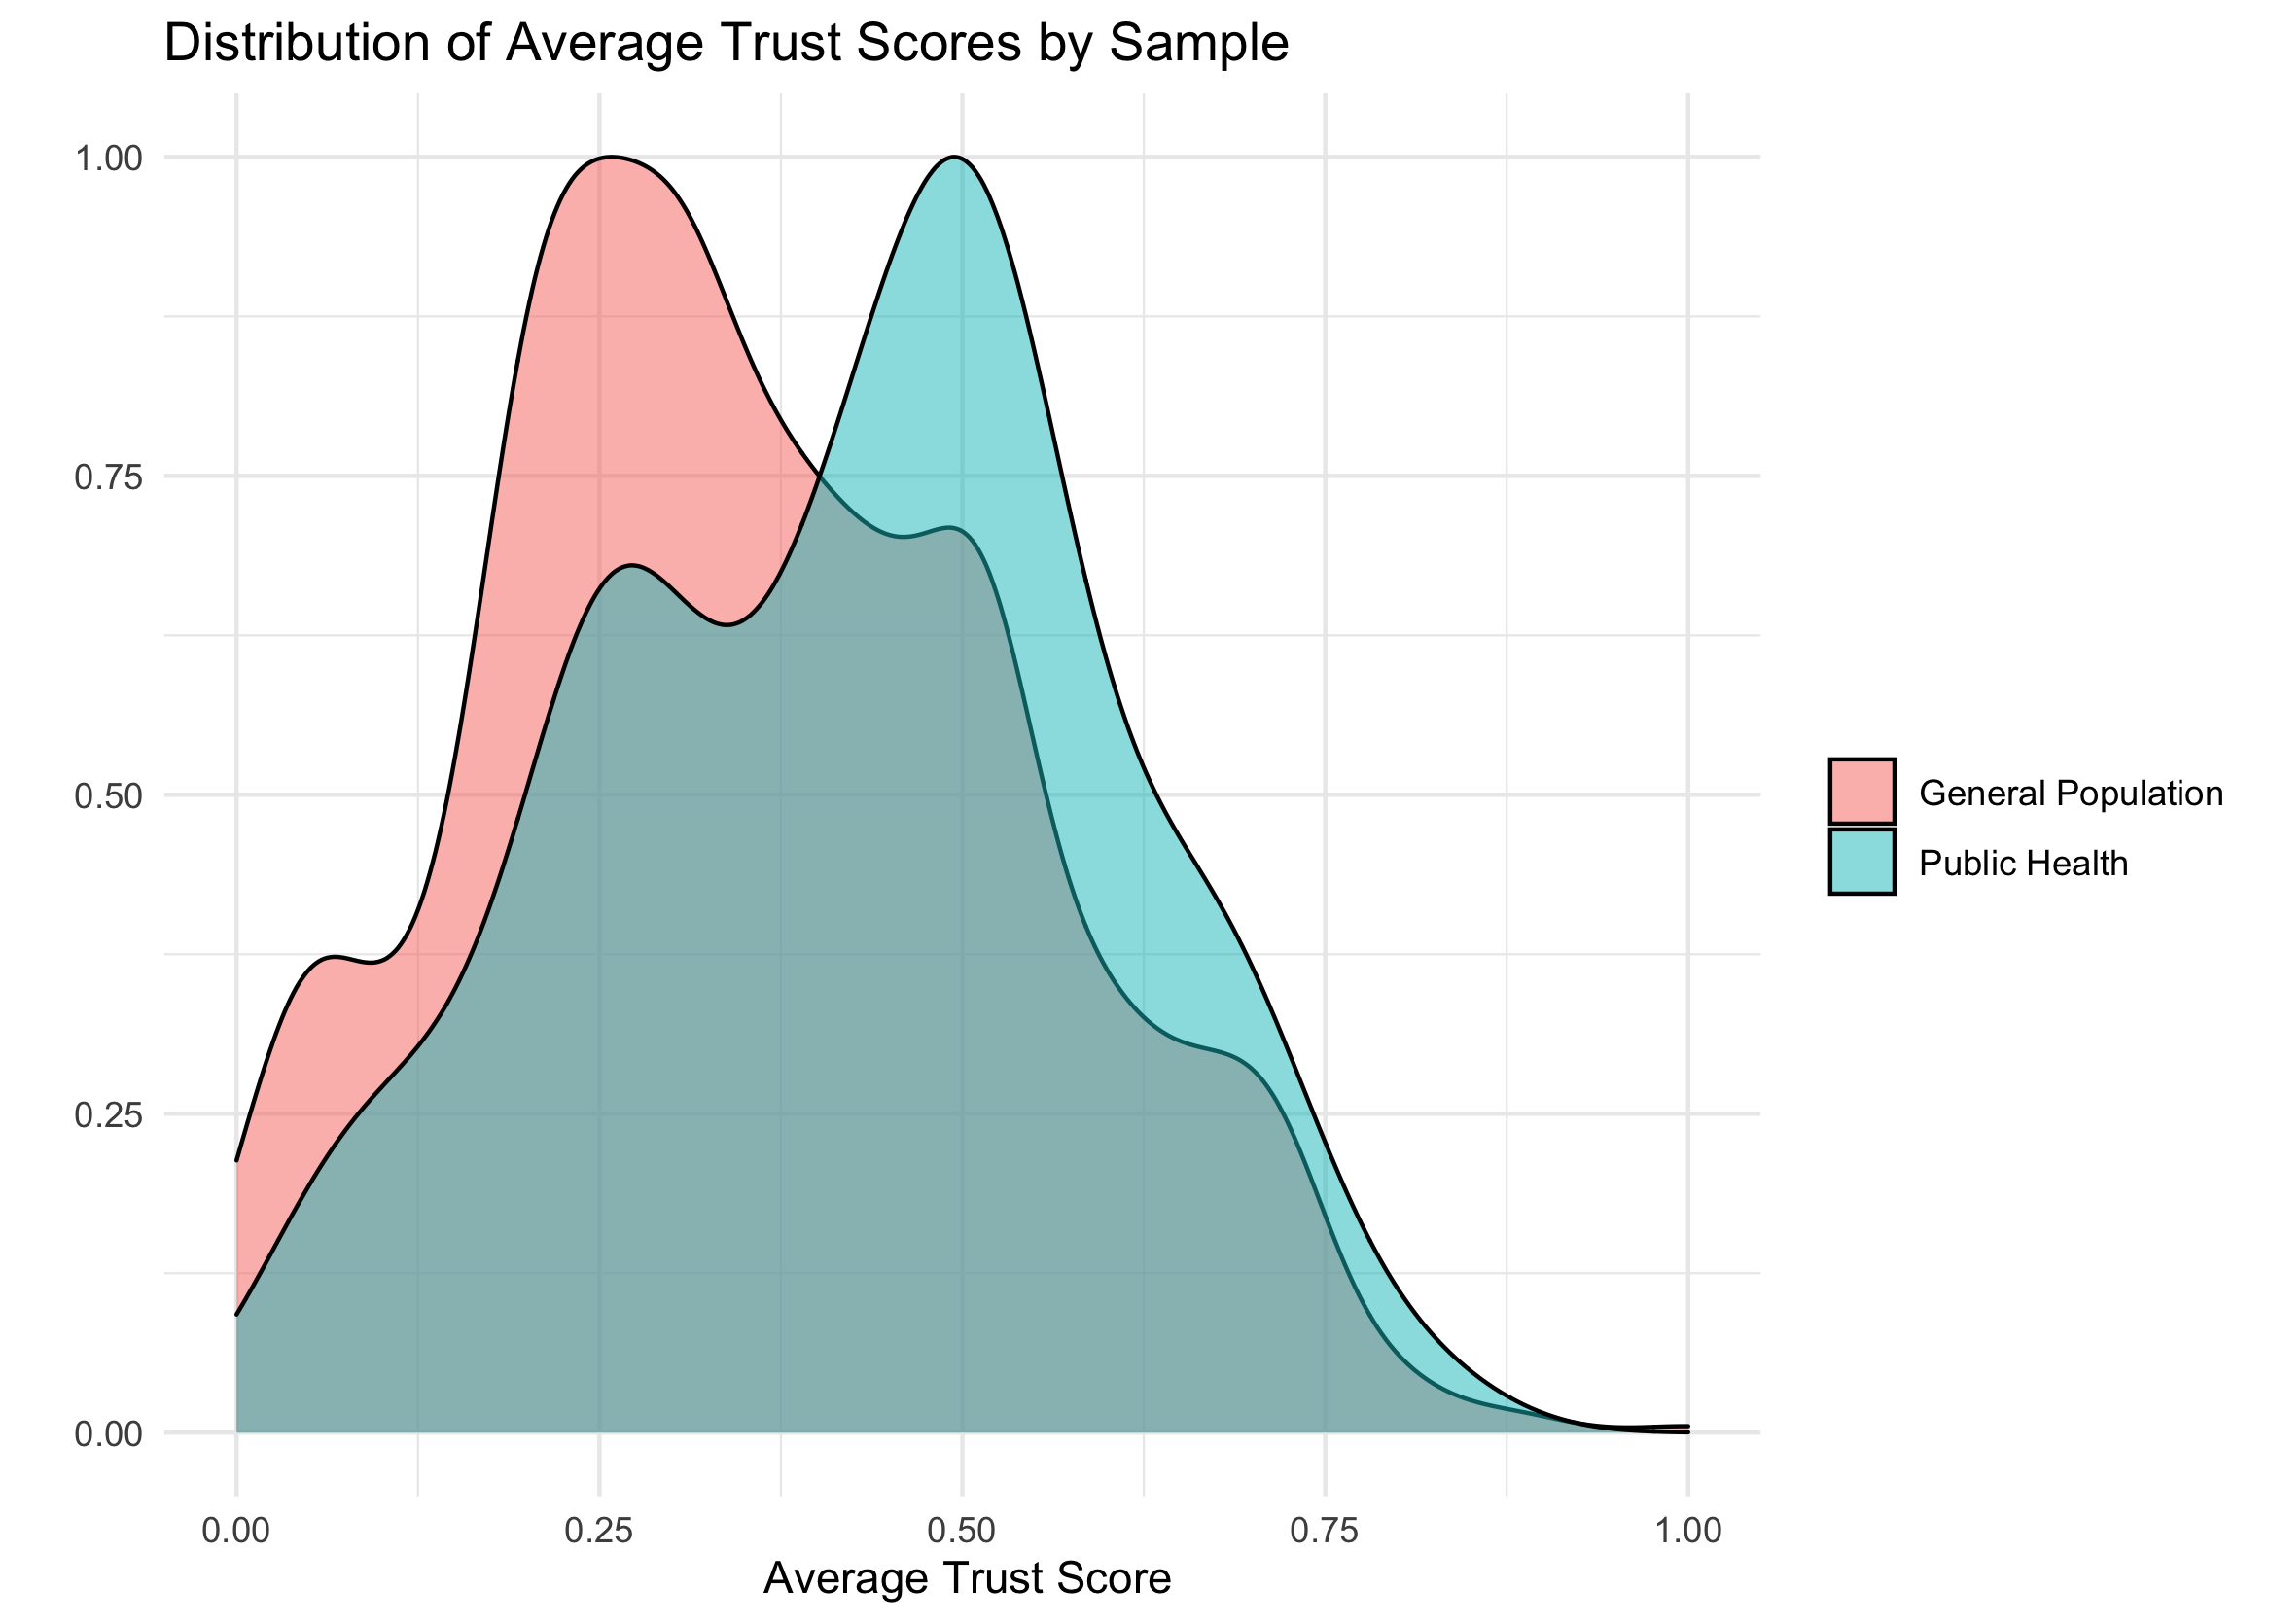 Distribution of Average Trust Scores by Sample
1.00
0.75
0.50
0.25
0.00
0.00 0.25 0.50 0.75 1.00
Average Trust Score
General Population
Public Health